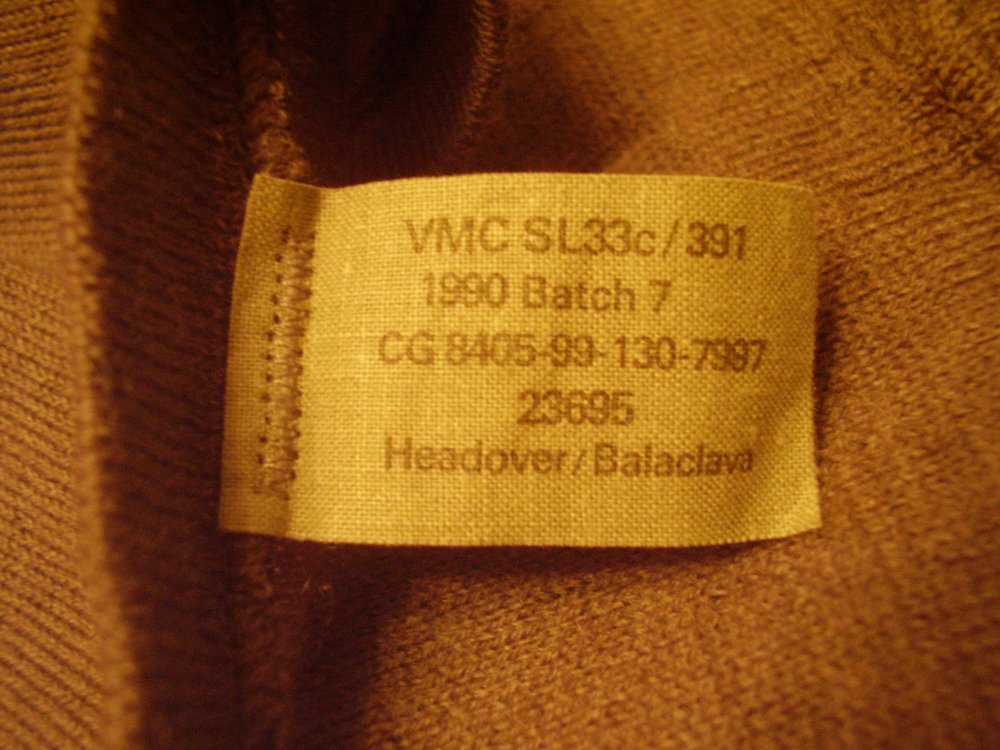 VMC SL33c/391
1990 Batch 7
CG 8405-99-130-7997
23695
Headover/Balaclava